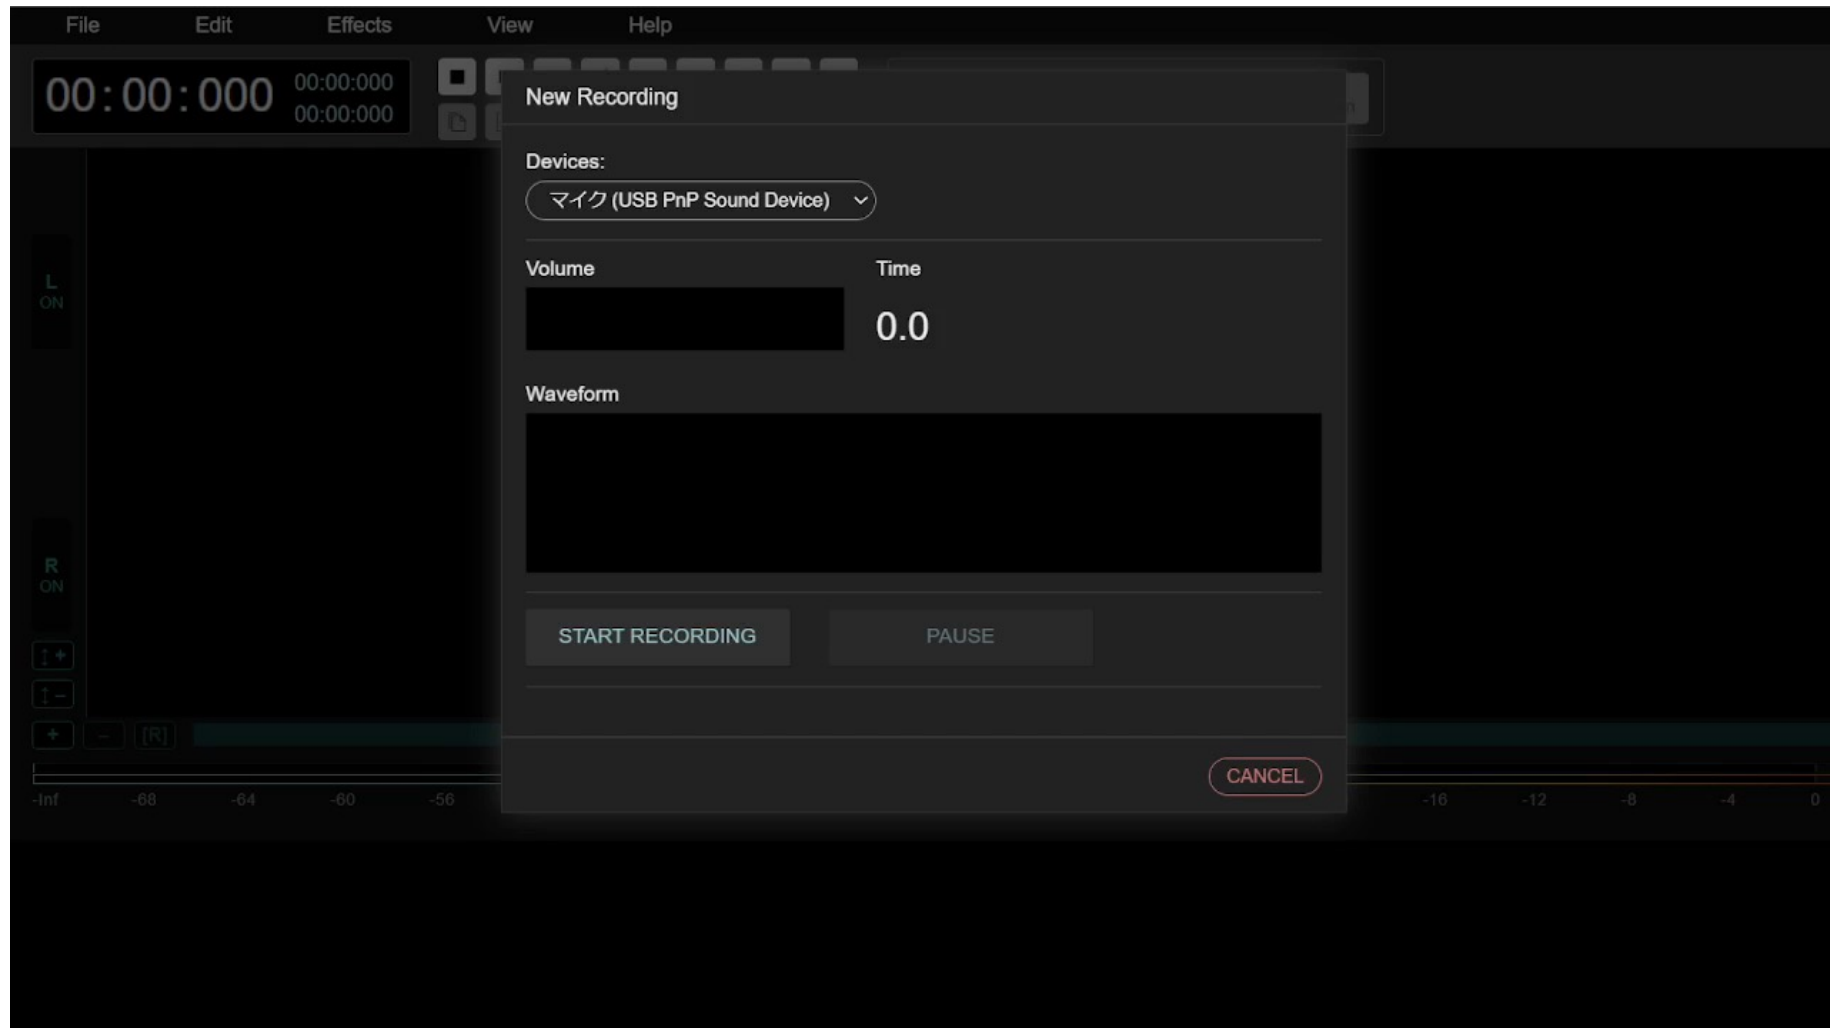 File Edit Effects View Help
00:00:000
00:00:000
00:00:000
New Recording
Devices:
マイク (USB PnP Sound Device)
Volume
Time
0.0
Waveform
L
ON
R
ON
START RECORDING
PAUSE
+ - [R]
CANCEL
-Inf -68 -64 -60 -56 -16 -12 -8 -4 0